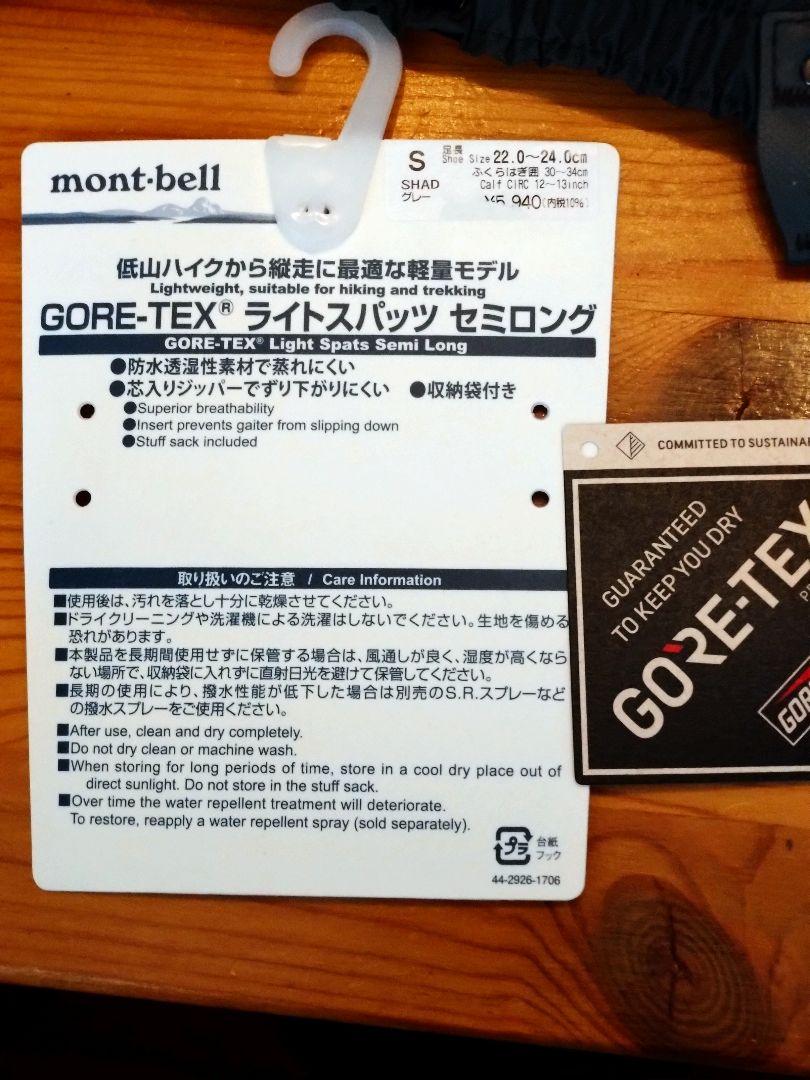 mont-bell
S
SHAD
グレー
足長
Shoe Size 22.0～24.0cm
ふくらはぎ囲 30～34cm
Calf CIRC 12～13inch
¥5,940(内税10%)
低山ハイクから縦走に最適な軽量モデル
Lightweight, suitable for hiking and trekking
GORE-TEX® ライトスパッツ セミロング
GORE-TEX® Light Spats Semi Long
●防水透湿性素材で蒸れにくい
●芯入りジッパーでずり下がりにくい ●収納袋付き
●Superior breathability
●Insert prevents gaiter from slipping down
●Stuff sack included
取り扱いのご注意 / Care Information
■使用後は、汚れを落とし十分に乾燥させてください。
■ドライクリーニングや洗濯機による洗濯はしないでください。生地を傷める
恐れがあります。
■本製品を長期間使用せずに保管する場合は、風通しが良く、湿度が高くなら
ない場所で、収納袋に入れずに直射日光を避けて保管してください。
■長期の使用により、撥水性能が低下した場合は別売のS.R.スプレーなど
の撥水スプレーをご使用ください。
■After use, clean and dry completely.
■Do not dry clean or machine wash.
■When storing for long periods of time, store in a cool dry place out of
direct sunlight. Do not store in the stuff sack.
■Over time the water repellent treatment will deteriorate.
To restore, reapply a water repellent spray (sold separately).
プラ
台紙
フック
44-2926-1706
COMMITTED TO
GUARANTEED
TO KEEP YOU DRY
GORE-TEX